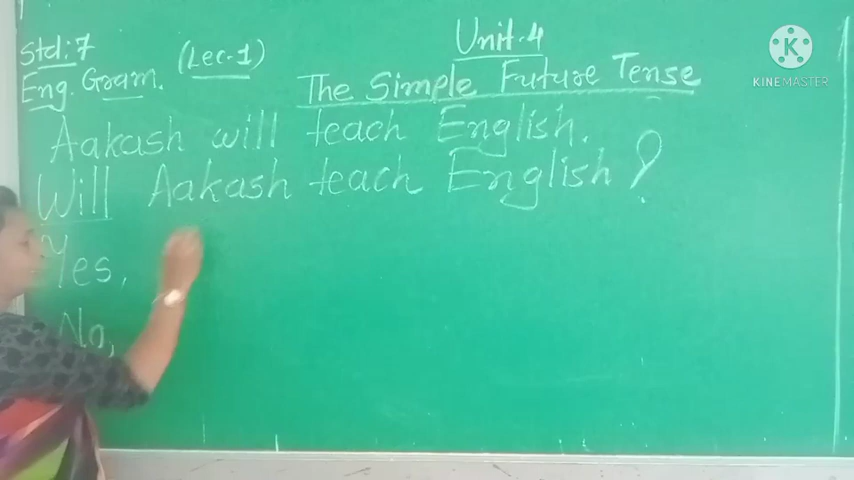 Std:7
Eng. Gram.
(Lec-1)
Unit-4
The Simple Future Tense
Aakash will teach English.
Will Aakash teach English?
Yes,
No,
KINEMASTER